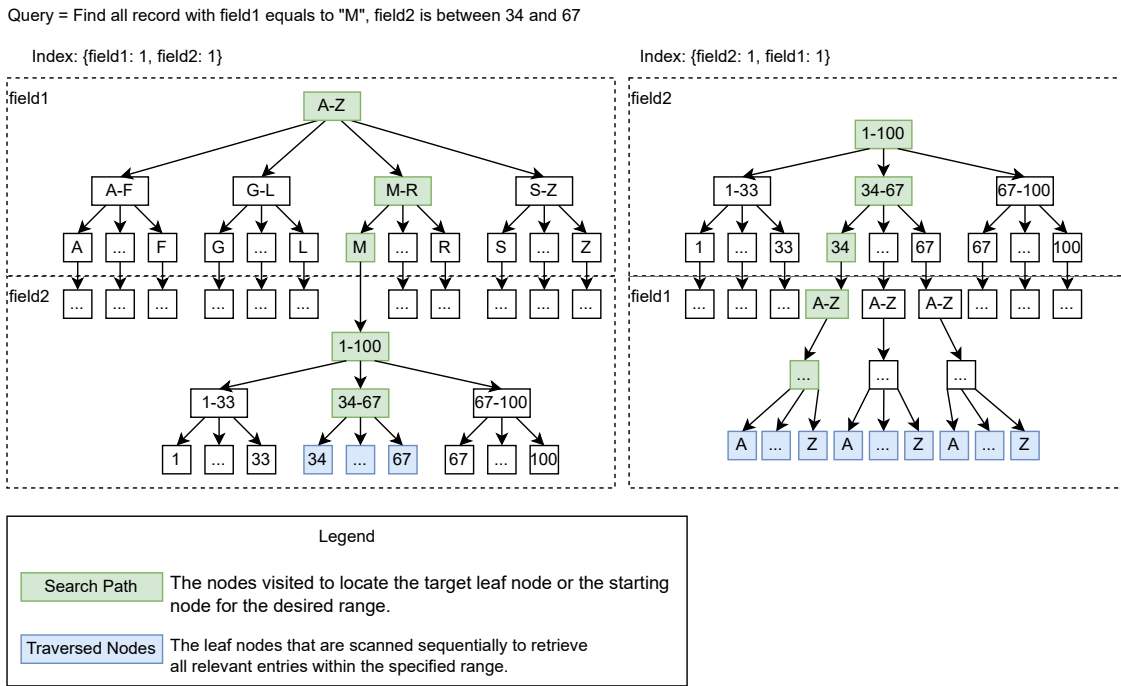 Query = Find all record with field1 equals to "M", field2 is between 34 and 67
Index: {field1: 1, field2: 1}
field1
A-Z
A-F G-L M-R S-Z
A ... F G ... L M ... R S ... Z
field2
... ... ... ... ... ... ... ... ... ... ...
1-100
1-33 34-67 67-100
1 ... 33 34 ... 67 67 ... 100
Index: {field2: 1, field1: 1}
field2
1-100
1-33 34-67 67-100
1 ... 33 34 ... 67 67 ... 100
field1
... ... ... A-Z A-Z A-Z ... ... ...
... ... ...
A ... Z A ... Z A ... Z
Legend
Search Path
The nodes visited to locate the target leaf node or the starting
node for the desired range.
Traversed Nodes
The leaf nodes that are scanned sequentially to retrieve
all relevant entries within the specified range.